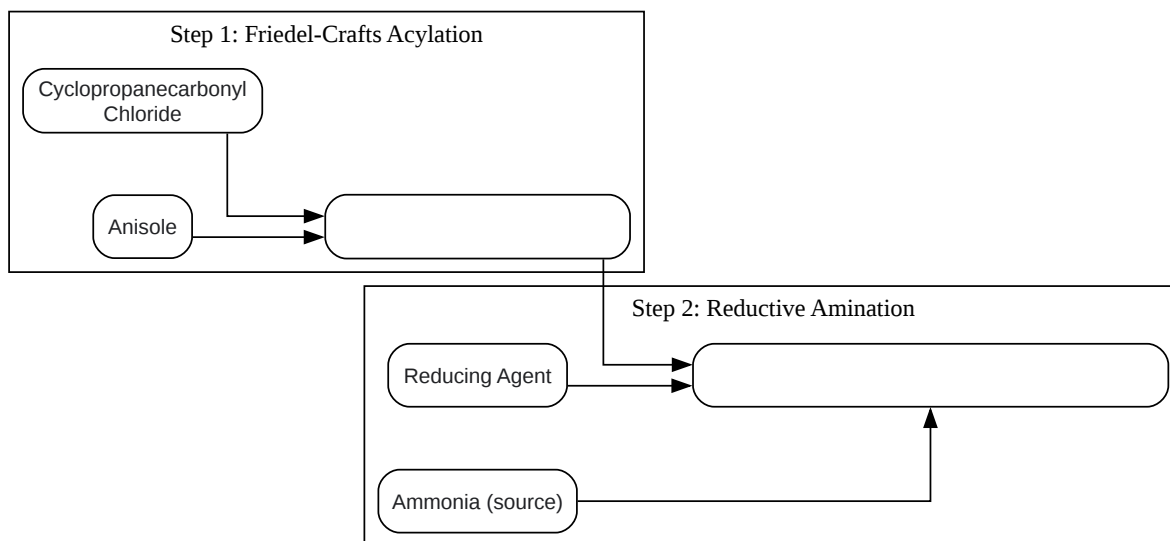 Step 1: Friedel-Crafts Acylation
Cyclopropanecarbonyl
Chloride
Anisole
Step 2: Reductive Amination
Reducing Agent
Ammonia (source)